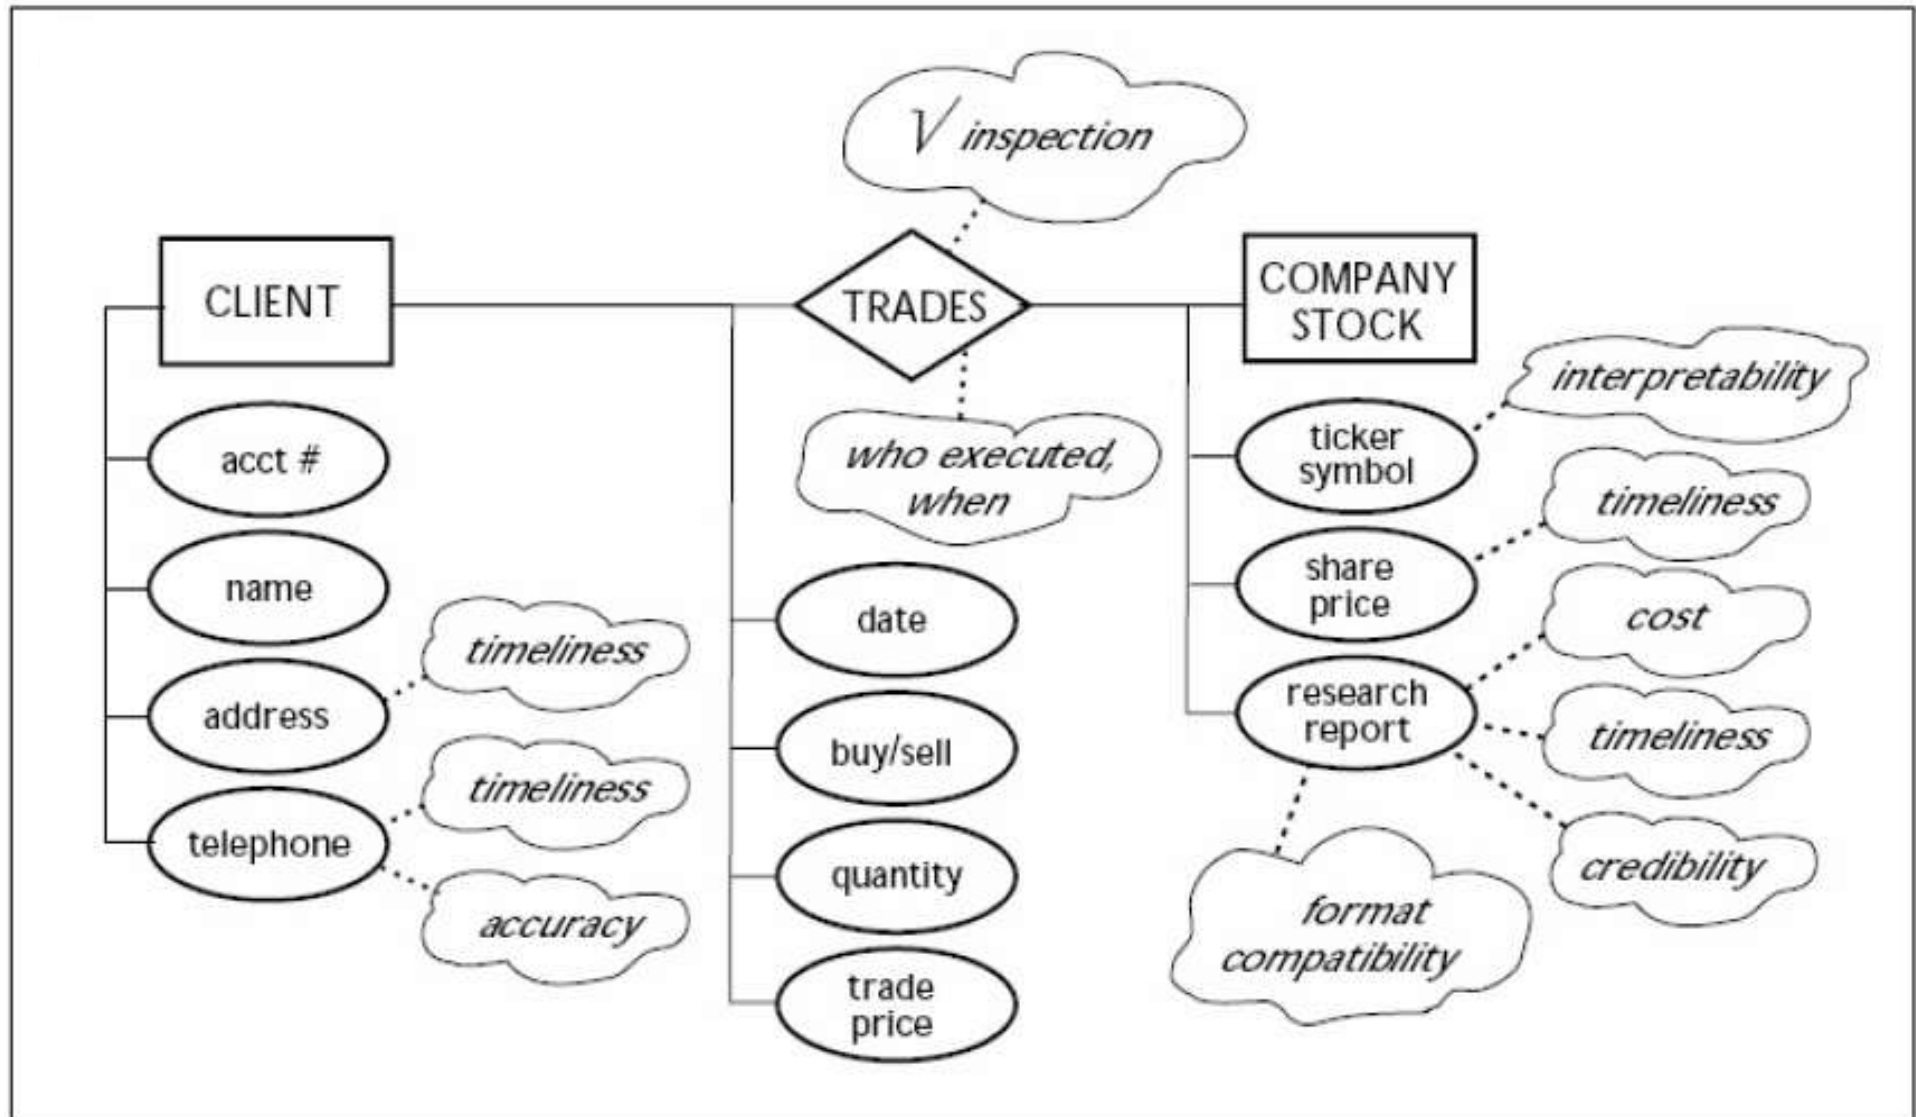 √ inspection
CLIENT
TRADES
COMPANY
STOCK
interpretability
acct #
who executed,
when
ticker
symbol
timeliness
name
share
price
cost
timeliness
date
address
research
report
timeliness
timeliness
buy/sell
telephone
credibility
accuracy
quantity
format
compatibility
trade
price